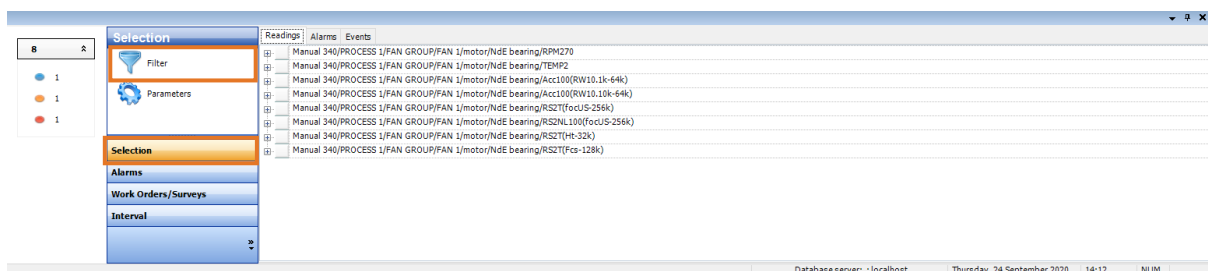 8
1
1
1
Selection
Filter
Parameters
Selection
Alarms
Work Orders/Surveys
Interval
Readings Alarms Events
Manual 340/PROCESS 1/FAN GROUP/FAN 1/motor/NdE bearing/RPM270
Manual 340/PROCESS 1/FAN GROUP/FAN 1/motor/NdE bearing/TEMP2
Manual 340/PROCESS 1/FAN GROUP/FAN 1/motor/NdE bearing/Acc100(RW10.1k-64k)
Manual 340/PROCESS 1/FAN GROUP/FAN 1/motor/NdE bearing/Acc100(RW10.10k-64k)
Manual 340/PROCESS 1/FAN GROUP/FAN 1/motor/NdE bearing/RS2T(focUS-256k)
Manual 340/PROCESS 1/FAN GROUP/FAN 1/motor/NdE bearing/RS2NL100(focUS-256k)
Manual 340/PROCESS 1/FAN GROUP/FAN 1/motor/NdE bearing/RS2T(Ht-32k)
Manual 340/PROCESS 1/FAN GROUP/FAN 1/motor/NdE bearing/RS2T(Fcs-128k)
Database server: : localhost Thursday, 24 September 2020 14:12 NUM